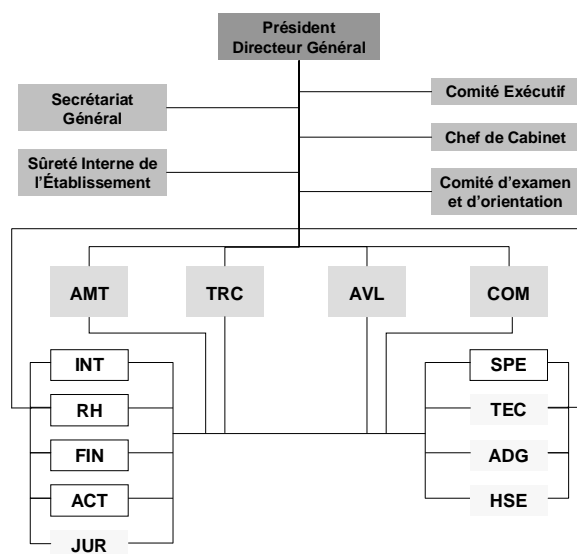 Président
Directeur Général
Secrétariat
Général
Comité Exécutif
Chef de Cabinet
Sûreté Interne de
l'Établissement
Comité d'examen
et d'orientation
AMT
TRC
AVL
COM
INT
RH
FIN
ACT
JUR
SPE
TEC
ADG
HSE